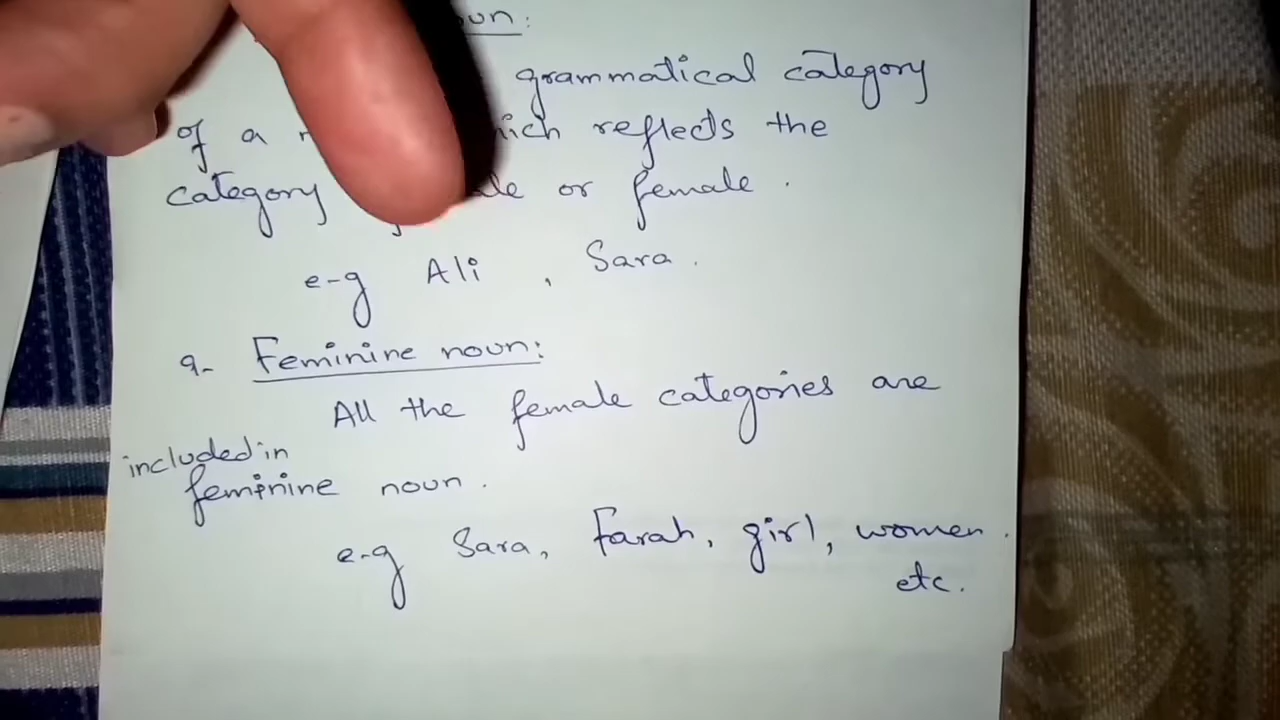 grammatical category
of a which reflects the
category or female .
e-g Ali , Sara .
9- Feminine noun:
All the female categories are
included in
feminine noun .
e-g Sara, Farah, girl, women .
etc.